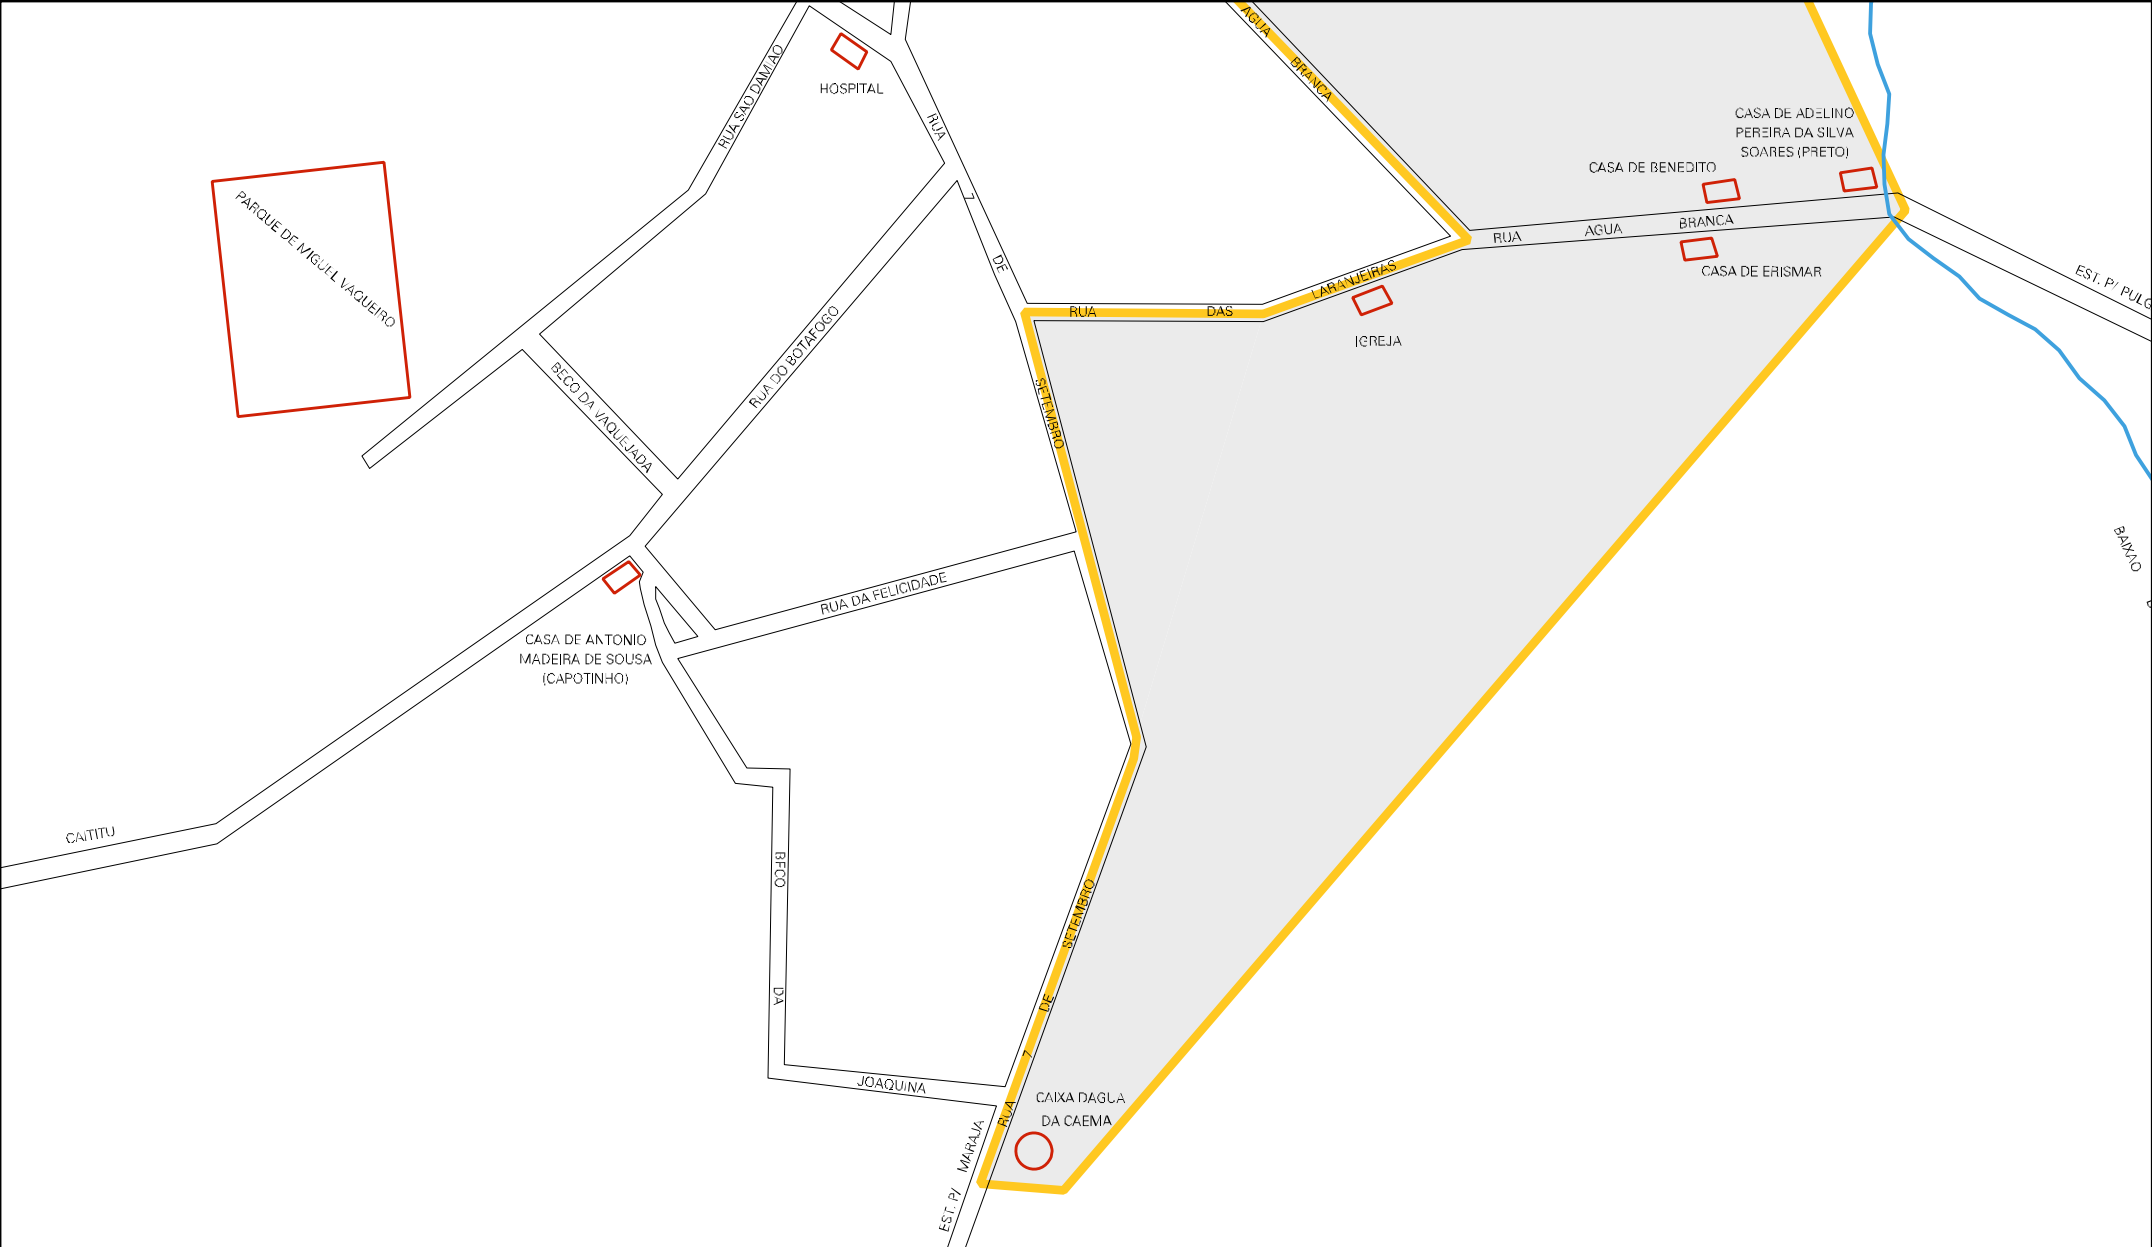 AGUA
BRANCA
RUA SAO DAMIAO
HOSPITAL
RUA
7
DE
SETEMBRO
CASA DE ADELINO
PEREIRA DA SILVA
SOARES (PRETO)
CASA DE BENEDITO
RUA AGUA BRANCA
CASA DE ERISMAR
EST. P/ PULG
PARQUE DE MIGUEL VAQUEIRO
RUA DAS LARANJEIRAS
IGREJA
BECO DA VAQUEJADA
RUA DO BOTAFOGO
BAIXAO
RUA DA FELICIDADE
CASA DE ANTONIO
MADEIRA DE SOUSA
(CAPOTINHO)
CAITITU
BECO
DA
JOAQUINA
RUA 7 DE SETEMBRO
CAIXA DAGUA
DA CAEMA
EST. P/ MARAJA